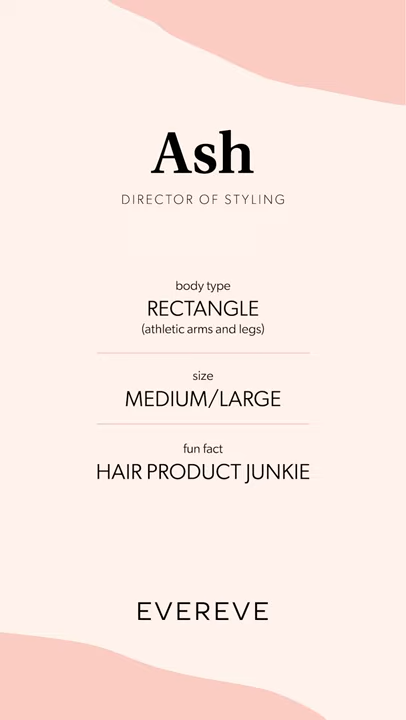 Ash
DIRECTOR OF STYLING
body type
RECTANGLE
(athletic arms and legs)
size
MEDIUM/LARGE
fun fact
HAIR PRODUCT JUNKIE
EVEREVE